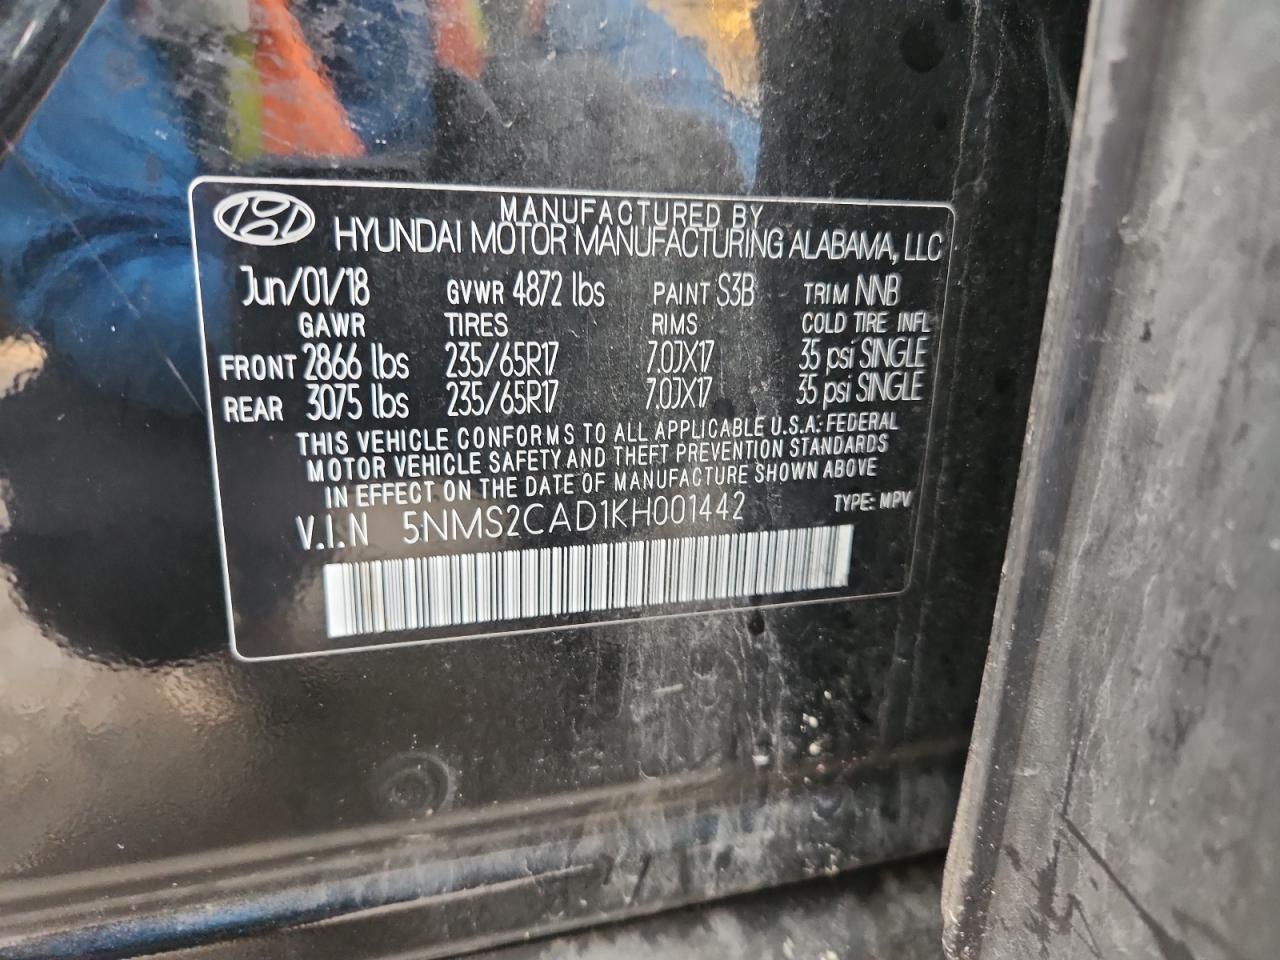 MANUFACTURED BY
HYUNDAI MOTOR MANUFACTURING ALABAMA, LLC
Jun/01/18 GVWR 4872 lbs PAINT S3B TRIM NNB
GAWR TIRES RIMS COLD TIRE INFL
FRONT 2866 lbs 235/65R17 7.0JX17 35 psi SINGLE
REAR 3075 lbs 235/65R17 7.0JX17 35 psi SINGLE
THIS VEHICLE CONFORMS TO ALL APPLICABLE U.S.A. FEDERAL
MOTOR VEHICLE SAFETY AND THEFT PREVENTION STANDARDS
IN EFFECT ON THE DATE OF MANUFACTURE SHOWN ABOVE
V.I.N 5NMS2CAD1KH001442 TYPE: MPV